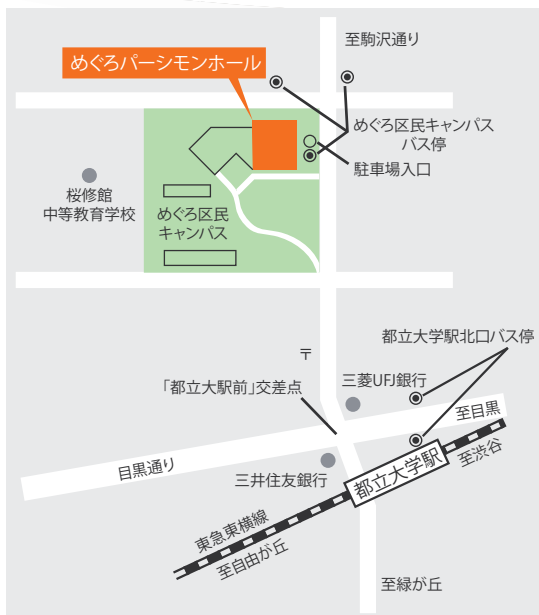 至駒沢通り
めぐろパーシモンホール
めぐろ区民キャンパス
バス停
駐車場入口
桜修館
中等教育学校
めぐろ区民
キャンパス
都立大学駅北口バス停
〒
三菱UFJ銀行
「都立大駅前」交差点
至目黒
目黒通り
三井住友銀行
都立大学駅
至渋谷
東急東横線
至自由が丘
至緑が丘